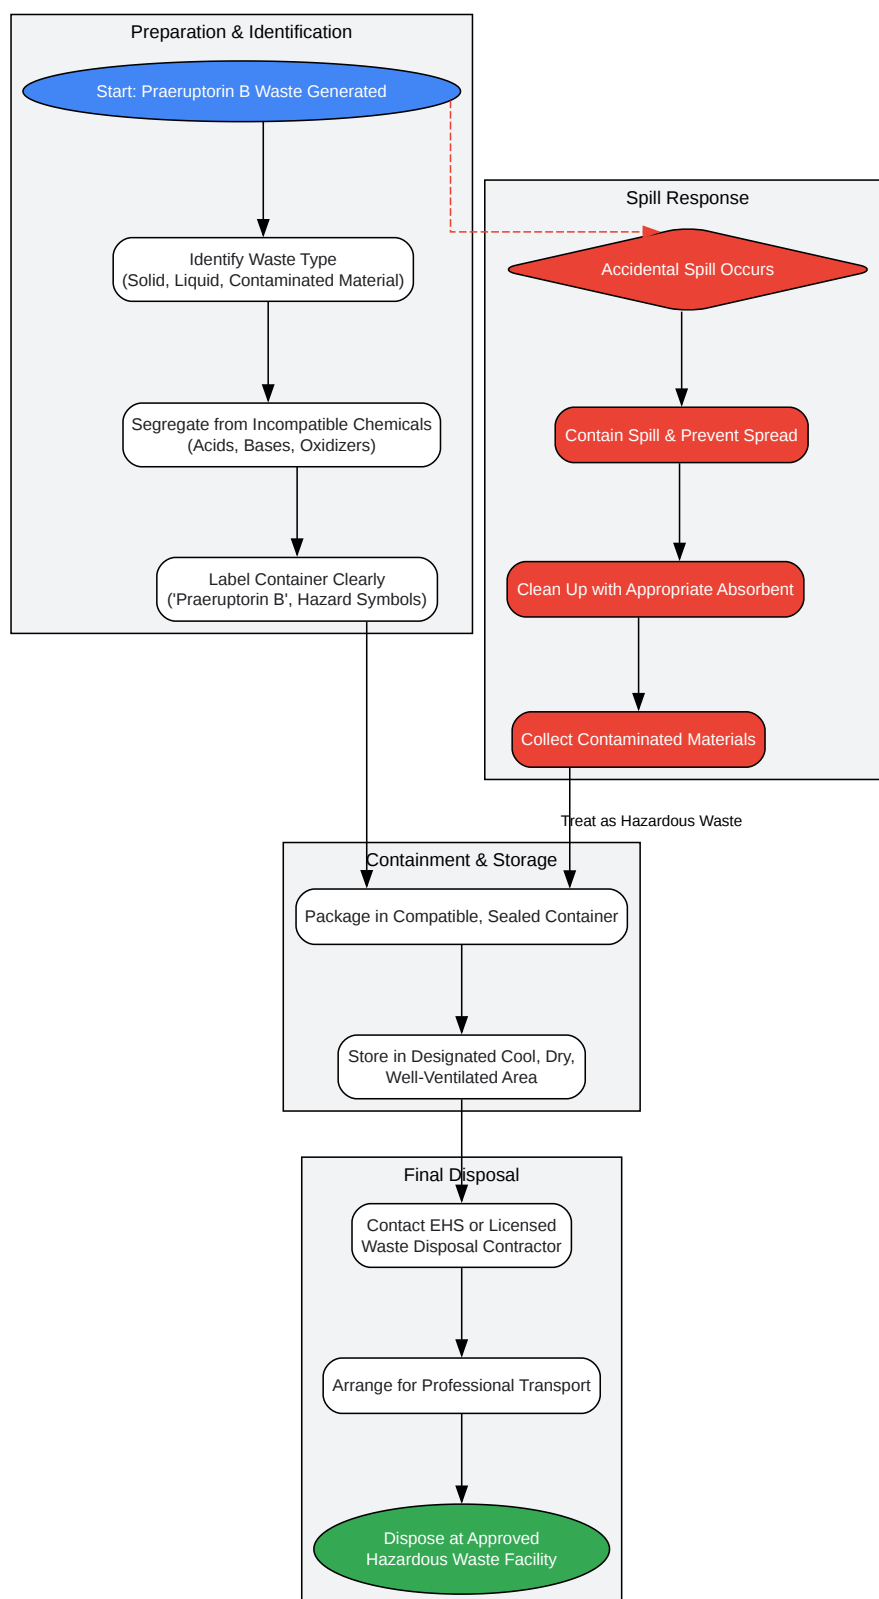 Preparation & Identification
Start: Praeruptorin B Waste Generated
Identify Waste Type
(Solid, Liquid, Contaminated Material)
Segregate from Incompatible Chemicals
(Acids, Bases, Oxidizers)
Label Container Clearly
('Praeruptorin B', Hazard Symbols)
Spill Response
Accidental Spill Occurs
Contain Spill & Prevent Spread
Clean Up with Appropriate Absorbent
Collect Contaminated Materials
Treat as Hazardous Waste
Containment & Storage
Package in Compatible, Sealed Container
Store in Designated Cool, Dry,
Well-Ventilated Area
Final Disposal
Contact EHS or Licensed
Waste Disposal Contractor
Arrange for Professional Transport
Dispose at Approved
Hazardous Waste Facility